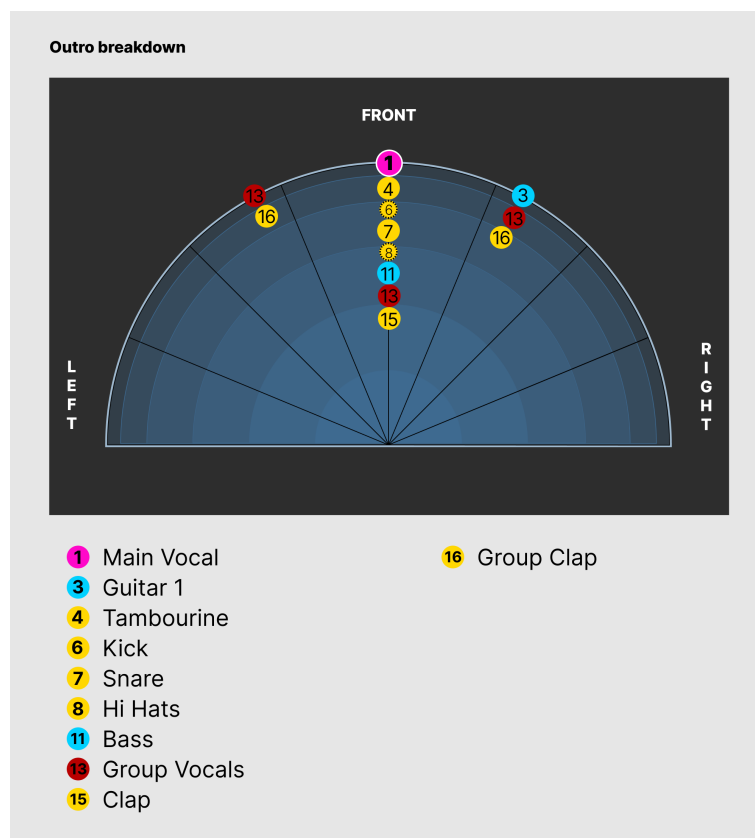 Outro breakdown
FRONT
1
13
4
3
6
16
13
7
16
8
11
13
15
LEFT
RIGHT
1 Main Vocal
3 Guitar 1
4 Tambourine
6 Kick
7 Snare
8 Hi Hats
11 Bass
13 Group Vocals
15 Clap
16 Group Clap